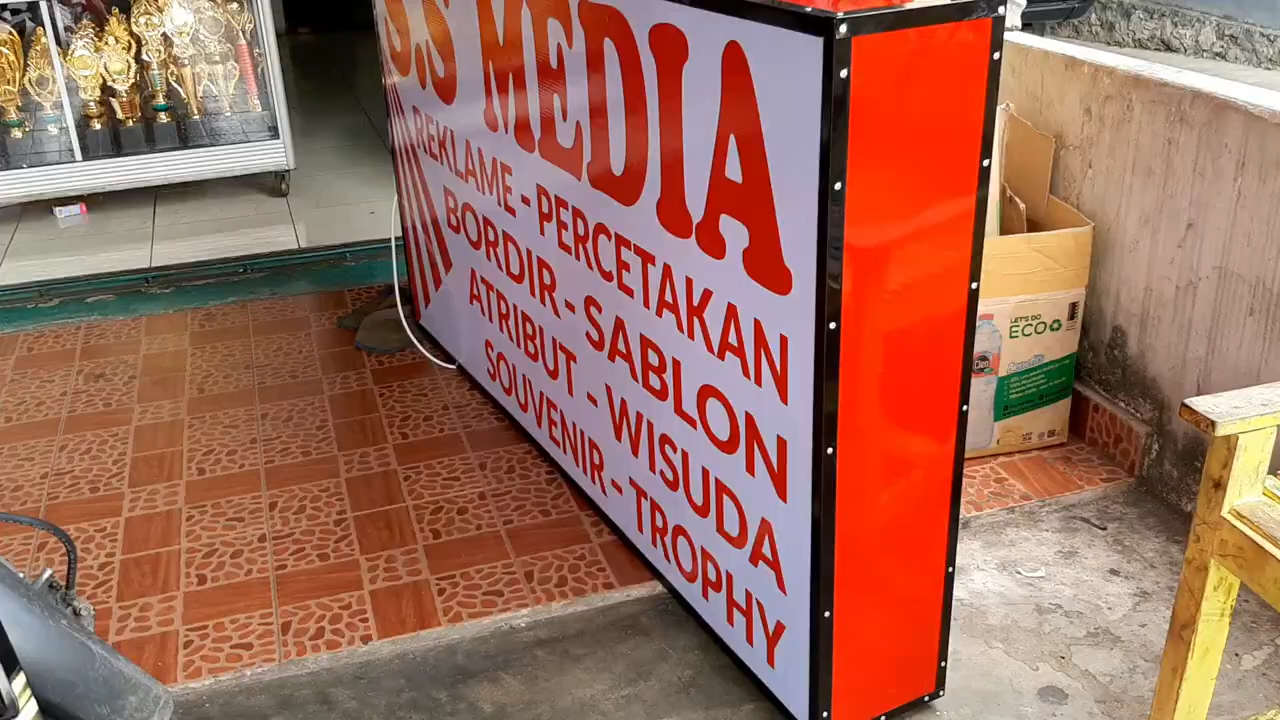 S.S MEDIA
REKLAME - PERCETAKAN
BORDIR - SABLON
ATRIBUT - WISUDA
SOUVENIR - TROPHY
LET'S DO
ECO